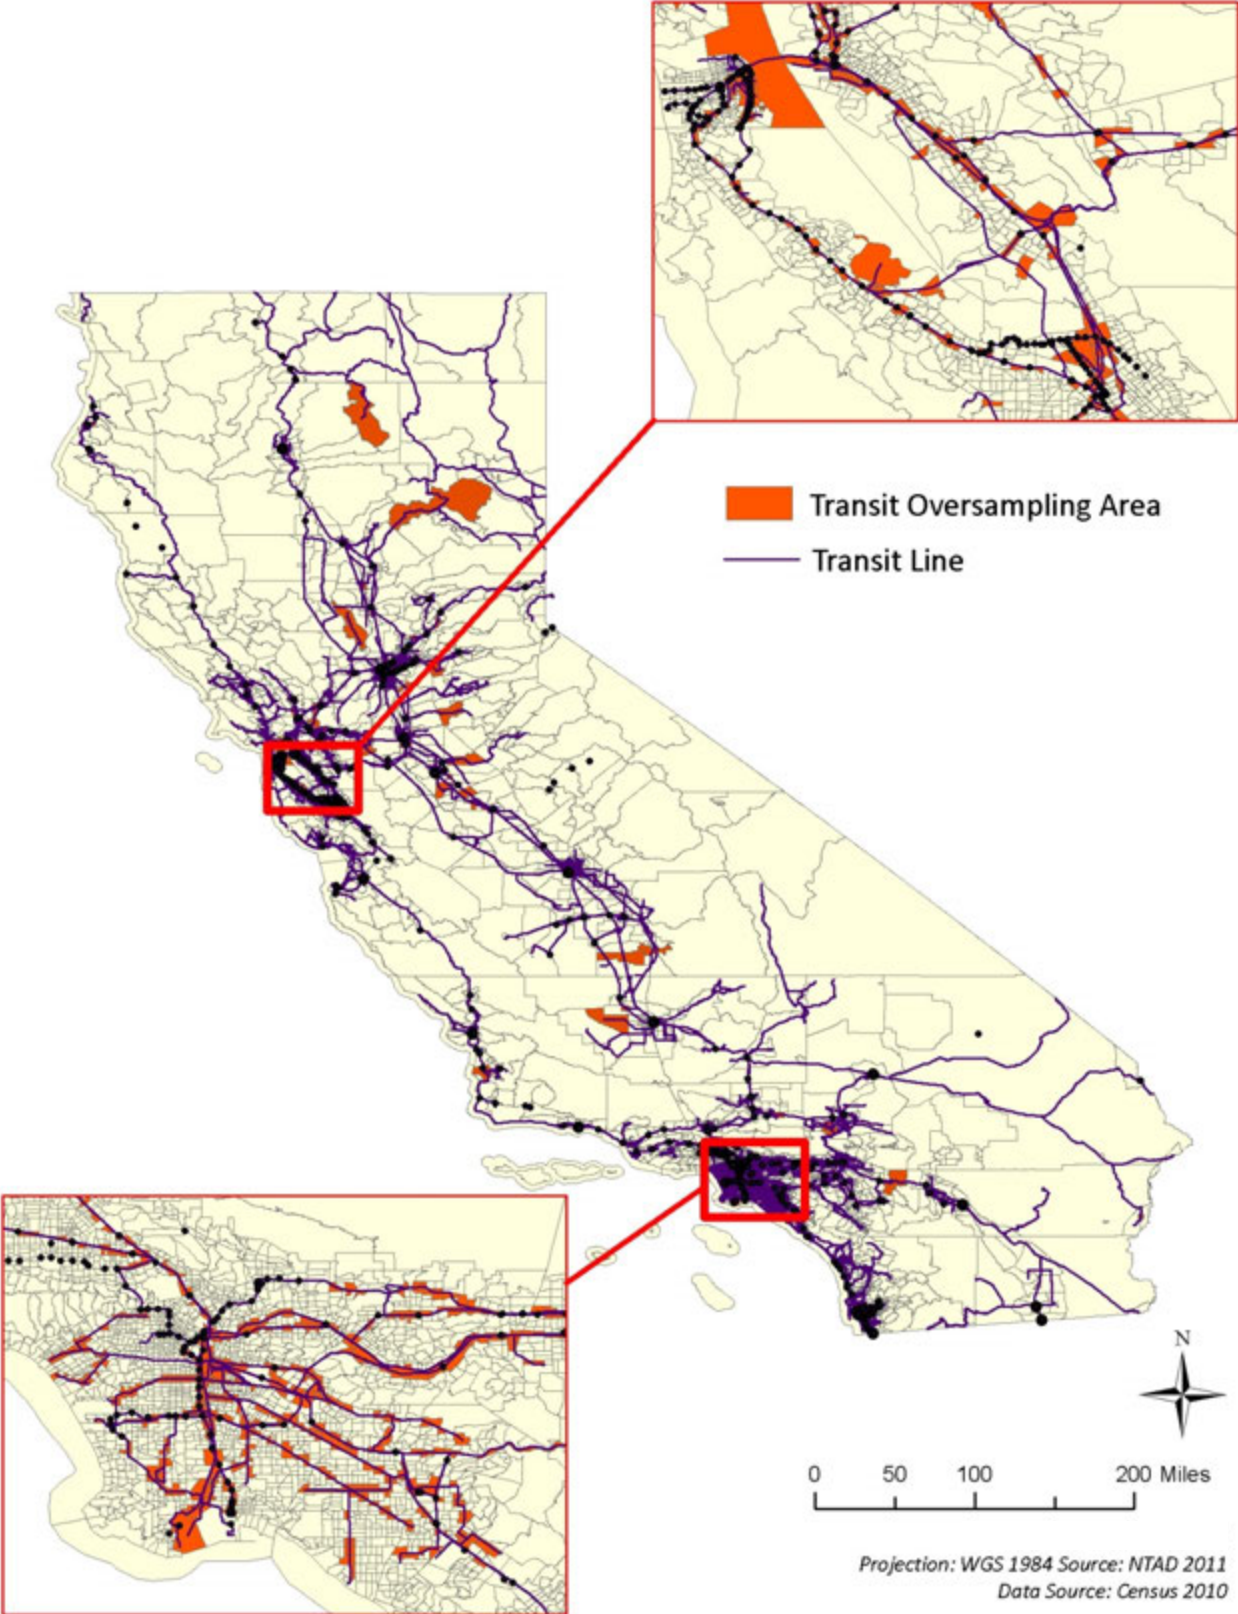 Transit Oversampling Area
Transit Line
N
0 50 100 200 Miles
Projection: WGS 1984 Source: NTAD 2011
Data Source: Census 2010